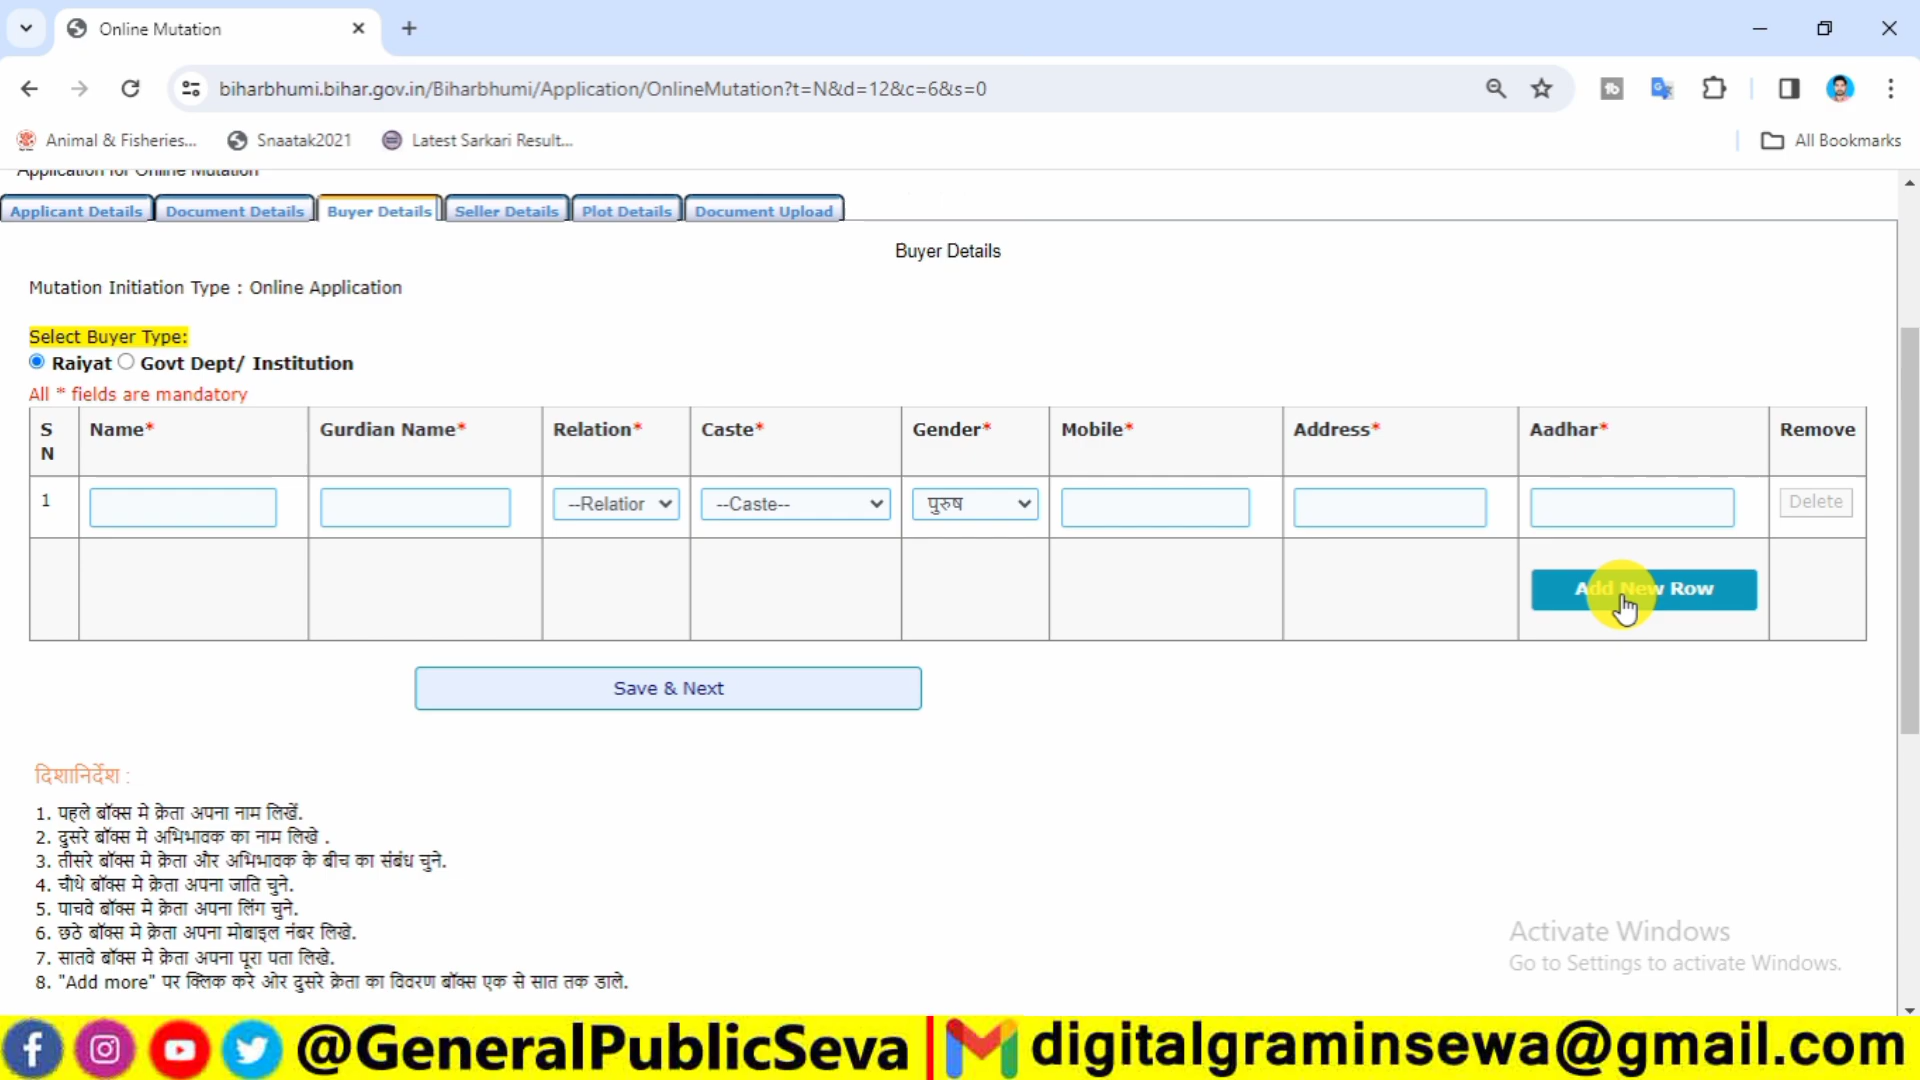 Online Mutation
biharbhumi.bihar.gov.in/Biharbhumi/Application/OnlineMutation?t=N&d=12&c=6&s=0
Animal & Fisheries... Snaatak2021 Latest Sarkari Result... All Bookmarks
Application for Online Mutation
Applicant Details Document Details Buyer Details Seller Details Plot Details Document Upload
Buyer Details
Mutation Initiation Type : Online Application
Select Buyer Type:
Raiyat Govt Dept/ Institution
All * fields are mandatory
S N Name* Gurdian Name* Relation* Caste* Gender* Mobile* Address* Aadhar* Remove
1 --Relatior --Caste-- पुरुष Delete
Add New Row
Save & Next
दिशानिर्देश :
1. पहले बॉक्स मे क्रेता अपना नाम लिखें.
2. दुसरे बॉक्स मे अभिभावक का नाम लिखे .
3. तीसरे बॉक्स मे क्रेता और अभिभावक के बीच का संबंध चुने.
4. चौथे बॉक्स मे क्रेता अपना जाति चुने.
5. पाचवे बॉक्स मे क्रेता अपना लिंग चुने.
6. छठे बॉक्स मे क्रेता अपना मोबाइल नंबर लिखे.
7. सातवे बॉक्स मे क्रेता अपना पूरा पता लिखे.
8. "Add more" पर क्लिक करे ओर दुसरे क्रेता का विवरण बॉक्स एक से सात तक डाले.
Activate Windows
Go to Settings to activate Windows.
@GeneralPublicSeva digitalgraminsewa@gmail.com